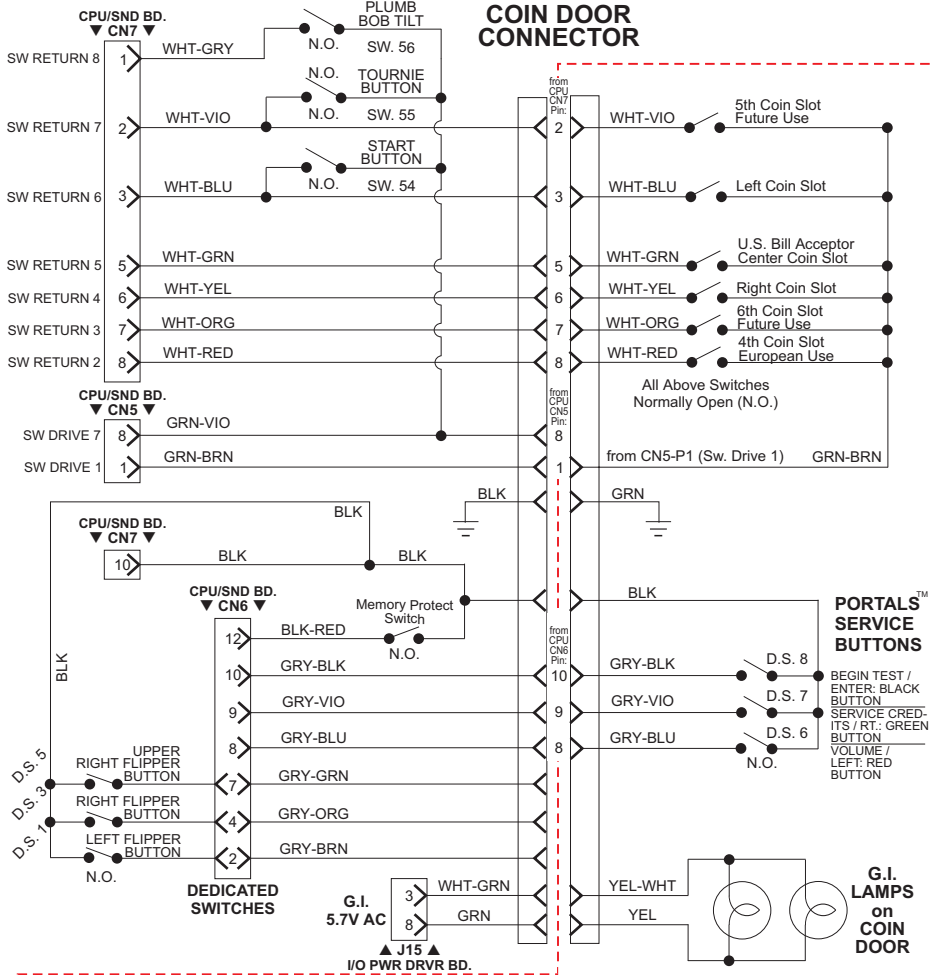 COIN DOOR
CONNECTOR
CPU/SND BD.
▼ CN7 ▼
PLUMB
BOB TILT
N.O.
SW. 56
SW RETURN 8
1
WHT-GRY
N.O.
TOURNIE
BUTTON
N.O.
SW. 55
SW RETURN 7
2
WHT-VIO
START
BUTTON
N.O.
SW. 54
SW RETURN 6
3
WHT-BLU
SW RETURN 5
5
WHT-GRN
SW RETURN 4
6
WHT-YEL
SW RETURN 3
7
WHT-ORG
SW RETURN 2
8
WHT-RED
CPU/SND BD.
▼ CN5 ▼
SW DRIVE 7
8
GRN-VIO
SW DRIVE 1
1
GRN-BRN
from
CPU
CN7
Pin:
2
WHT-VIO
5th Coin Slot
Future Use
3
WHT-BLU
Left Coin Slot
5
WHT-GRN
U.S. Bill Acceptor
Center Coin Slot
6
WHT-YEL
Right Coin Slot
7
WHT-ORG
6th Coin Slot
Future Use
8
WHT-RED
4th Coin Slot
European Use
All Above Switches
Normally Open (N.O.)
from
CPU
CN5
Pin:
8
1
from CN5-P1 (Sw. Drive 1)
GRN-BRN
BLK
GRN
BLK
CPU/SND BD.
▼ CN7 ▼
10
BLK
BLK
BLK
CPU/SND BD.
▼ CN6 ▼
Memory Protect
Switch
N.O.
12
BLK-RED
10
GRY-BLK
9
GRY-VIO
8
GRY-BLU
7
GRY-GRN
4
GRY-ORG
2
GRY-BRN
D.S. 5
UPPER
RIGHT FLIPPER
BUTTON
D.S. 3
RIGHT FLIPPER
BUTTON
D.S. 1
LEFT FLIPPER
BUTTON
N.O.
DEDICATED
SWITCHES
BLK
from
CPU
CN6
Pin:
10
GRY-BLK
D.S. 8
9
GRY-VIO
D.S. 7
8
GRY-BLU
D.S. 6
N.O.
PORTALS™
SERVICE
BUTTONS
BEGIN TEST /
ENTER: BLACK
BUTTON
SERVICE CRED-
ITS / RT.: GREEN
BUTTON
VOLUME /
LEFT: RED
BUTTON
G.I.
5.7V AC
3
WHT-GRN
8
GRN
▲ J15 ▲
I/O PWR DRVR BD.
YEL-WHT
YEL
G.I.
LAMPS
on
COIN
DOOR